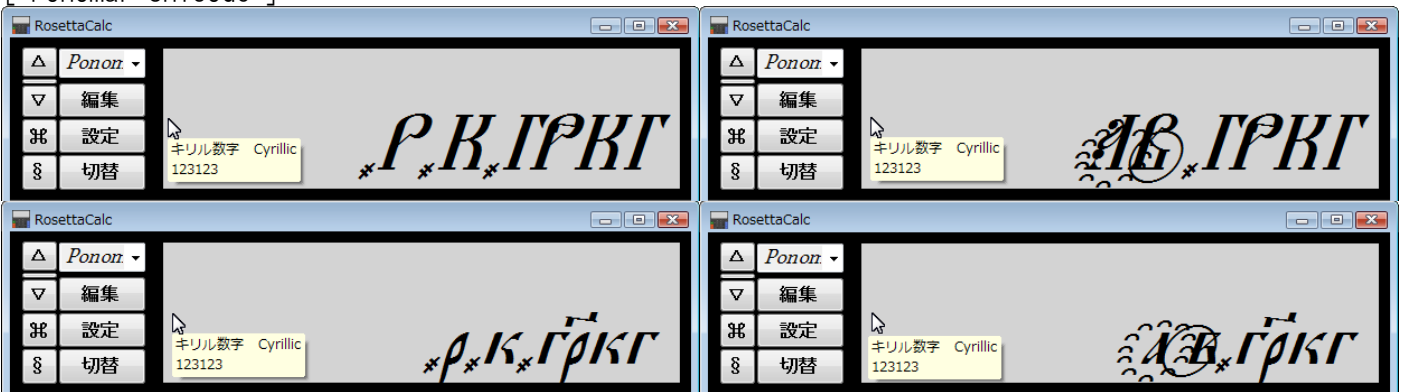 RosettaCalc
△ Ponom
▽ 編集
⌘ 設定
§ 切替
キリル数字 Cyrillic
123123
҂Р҂К҂ГРКГ
RosettaCalc
△ Ponom
▽ 編集
⌘ 設定
§ 切替
キリル数字 Cyrillic
123123
RosettaCalc
△ Ponom
▽ 編集
⌘ 設定
§ 切替
キリル数字 Cyrillic
123123
҂р҂к҂гр҃кг
RosettaCalc
△ Ponom
▽ 編集
⌘ 設定
§ 切替
キリル数字 Cyrillic
123123